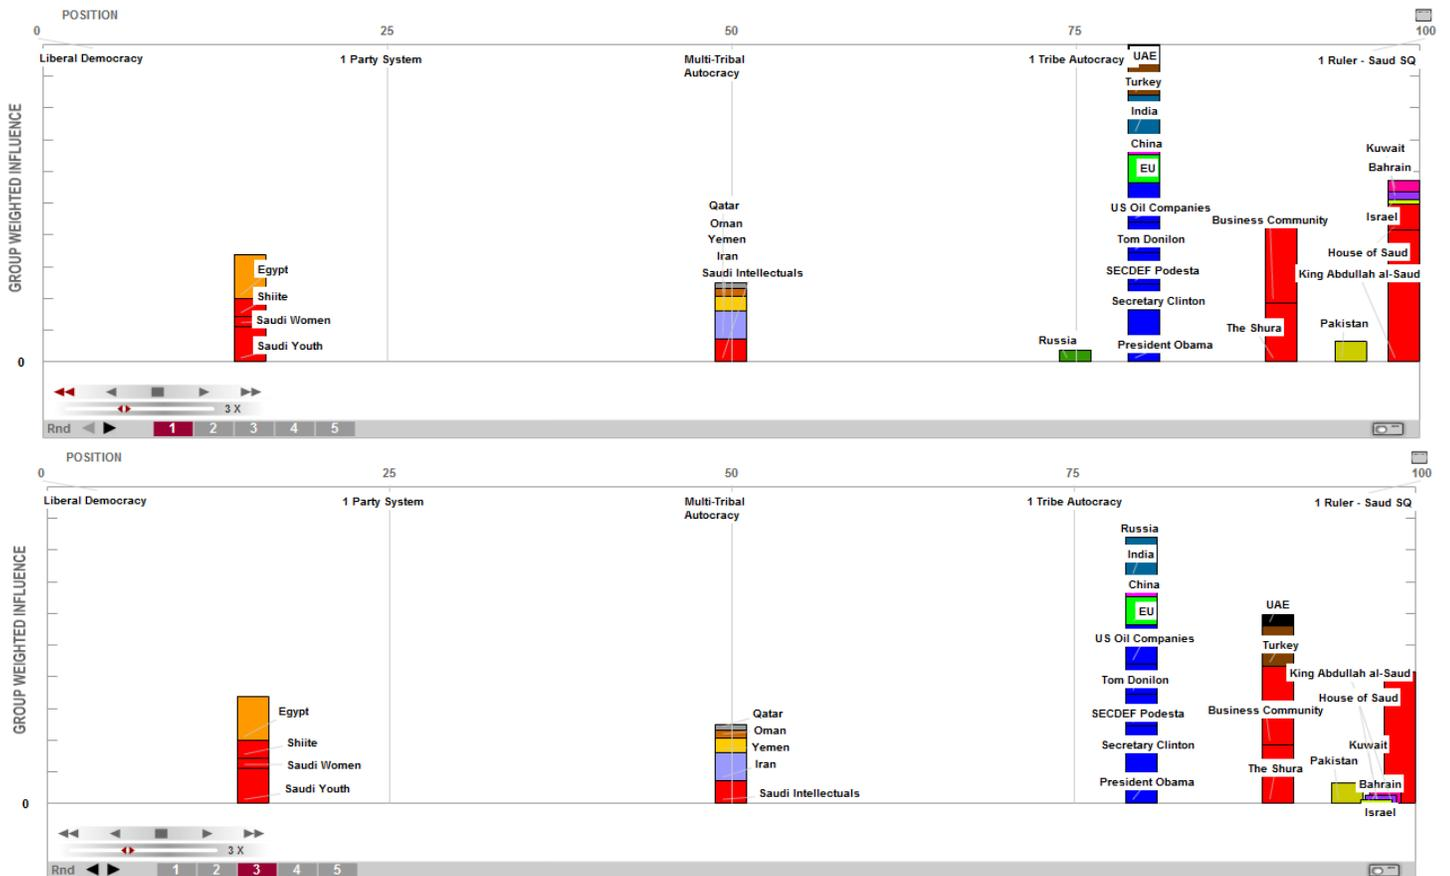 POSITION
0 25 50 75 100
Liberal Democracy 1 Party System Multi-Tribal Autocracy 1 Tribe Autocracy 1 Ruler - Saud SQ
GROUP WEIGHTED INFLUENCE
UAE
Turkey
India
China
EU
US Oil Companies
Tom Donilon
SECDEF Podesta
Secretary Clinton
President Obama
Kuwait
Bahrain
Israel
House of Saud
King Abdullah al-Saud
Business Community
The Shura
Pakistan
Russia
Qatar
Oman
Yemen
Iran
Saudi Intellectuals
Egypt
Shiite
Saudi Women
Saudi Youth
0
3 X
Rnd 1 2 3 4 5
POSITION
0 25 50 75 100
Liberal Democracy 1 Party System Multi-Tribal Autocracy 1 Tribe Autocracy 1 Ruler - Saud SQ
GROUP WEIGHTED INFLUENCE
Russia
India
China
EU
US Oil Companies
Tom Donilon
SECDEF Podesta
Secretary Clinton
President Obama
UAE
Turkey
King Abdullah al-Saud
House of Saud
Business Community
Kuwait
The Shura
Pakistan
Bahrain
Israel
Qatar
Oman
Yemen
Iran
Saudi Intellectuals
Egypt
Shiite
Saudi Women
Saudi Youth
0
3 X
Rnd 1 2 3 4 5